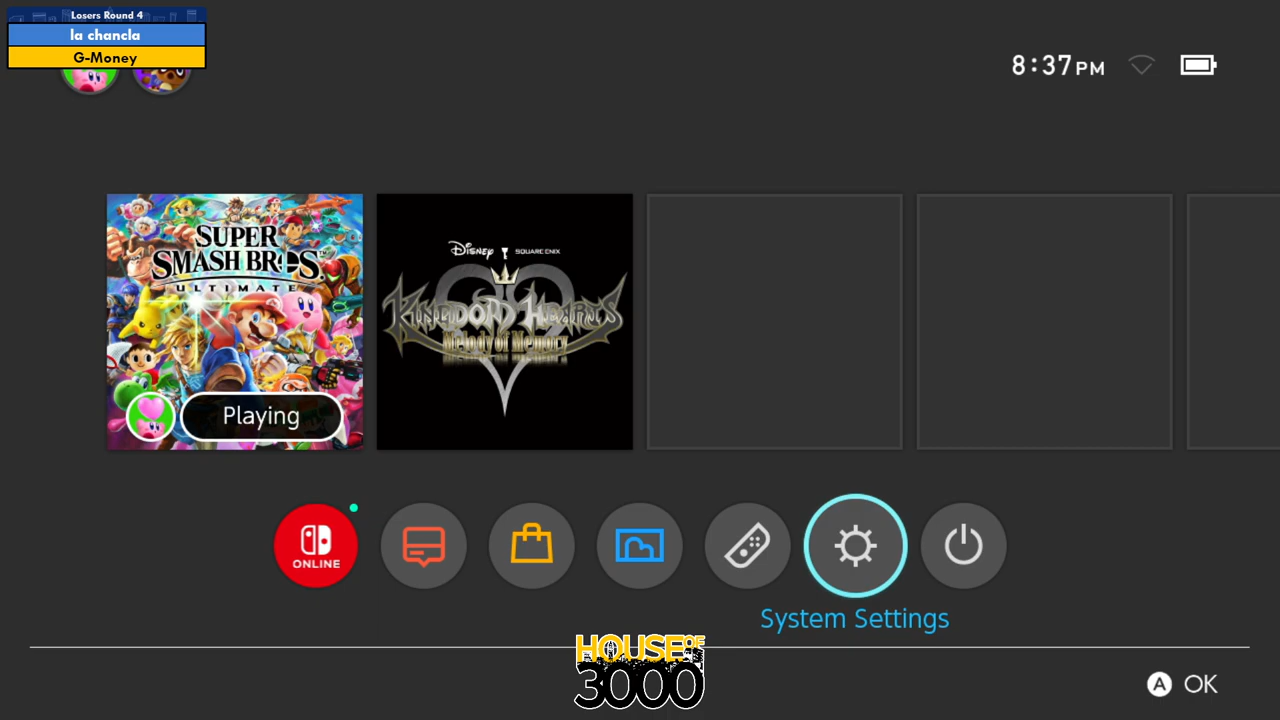 Losers Round 4
la chancla
G-Money
8:37PM
SUPER
SMASH BROS.
ULTIMATE
Playing
Disney SQUARE ENIX
KINGDOM HEARTS
Melody of Memory
ONLINE
System Settings
HOUSE OF
3000
A OK